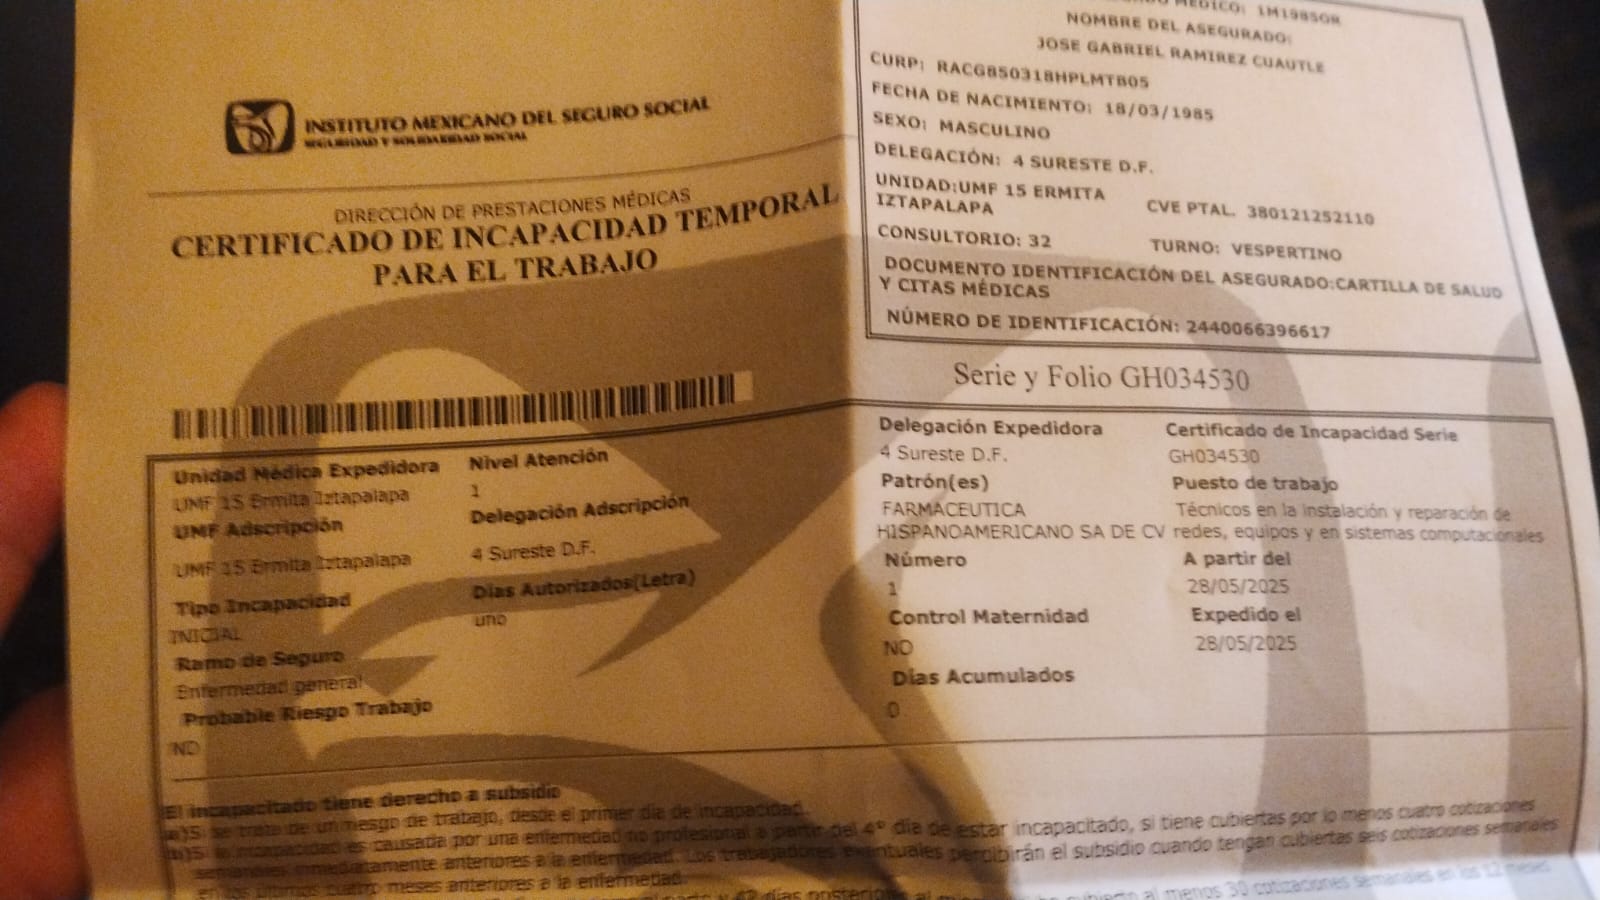 INSTITUTO MEXICANO DEL SEGURO SOCIAL
SEGURIDAD Y SOLIDARIDAD SOCIAL
DIRECCIÓN DE PRESTACIONES MÉDICAS
CERTIFICADO DE INCAPACIDAD TEMPORAL
PARA EL TRABAJO
MÉDICO: 1M1985OR
NOMBRE DEL ASEGURADO:
JOSE GABRIEL RAMIREZ CUAUTLE
CURP: RACG850318HPLMTB05
FECHA DE NACIMIENTO: 18/03/1985
SEXO: MASCULINO
DELEGACIÓN: 4 SURESTE D.F.
UNIDAD:UMF 15 ERMITA
IZTAPALAPA
CVE PTAL. 380121252110
CONSULTORIO: 32
TURNO: VESPERTINO
DOCUMENTO IDENTIFICACIÓN DEL ASEGURADO:CARTILLA DE SALUD
Y CITAS MÉDICAS
NÚMERO DE IDENTIFICACIÓN: 2440066396617
Serie y Folio GH034530
Unidad Médica Expedidora
UMF 15 Ermita Iztapalapa
Nivel Atención
1
UMF Adscripción
UMF 15 Ermita Iztapalapa
Delegación Adscripción
4 Sureste D.F.
Tipo Incapacidad
INICIAL
Días Autorizados(Letra)
uno
Ramo de Seguro
Enfermedad general
Probable Riesgo Trabajo
NO
Delegación Expedidora
4 Sureste D.F.
Certificado de Incapacidad Serie
GH034530
Patrón(es)
FARMACEUTICA
HISPANOAMERICANO SA DE CV
Puesto de trabajo
Técnicos en la instalación y reparación de
redes, equipos y en sistemas computacionales
Número
1
A partir del
28/05/2025
Control Maternidad
NO
Expedido el
28/05/2025
Días Acumulados
0
El incapacitado tiene derecho a subsidio
a)Si se trata de un riesgo de trabajo, desde el primer día de incapacidad.
b)Si la incapacidad es causada por una enfermedad no profesional a partir del 4° día de estar incapacitado, si tiene cubiertas por lo menos cuatro cotizaciones
semanales inmediatamente anteriores a la enfermedad. Los trabajadores eventuales percibirán el subsidio cuando tengan cubiertas seis cotizaciones semanales
en los últimos cuatro meses anteriores a la enfermedad.
parto y 42 días al menos 30 cotizaciones semanales en los 12 meses